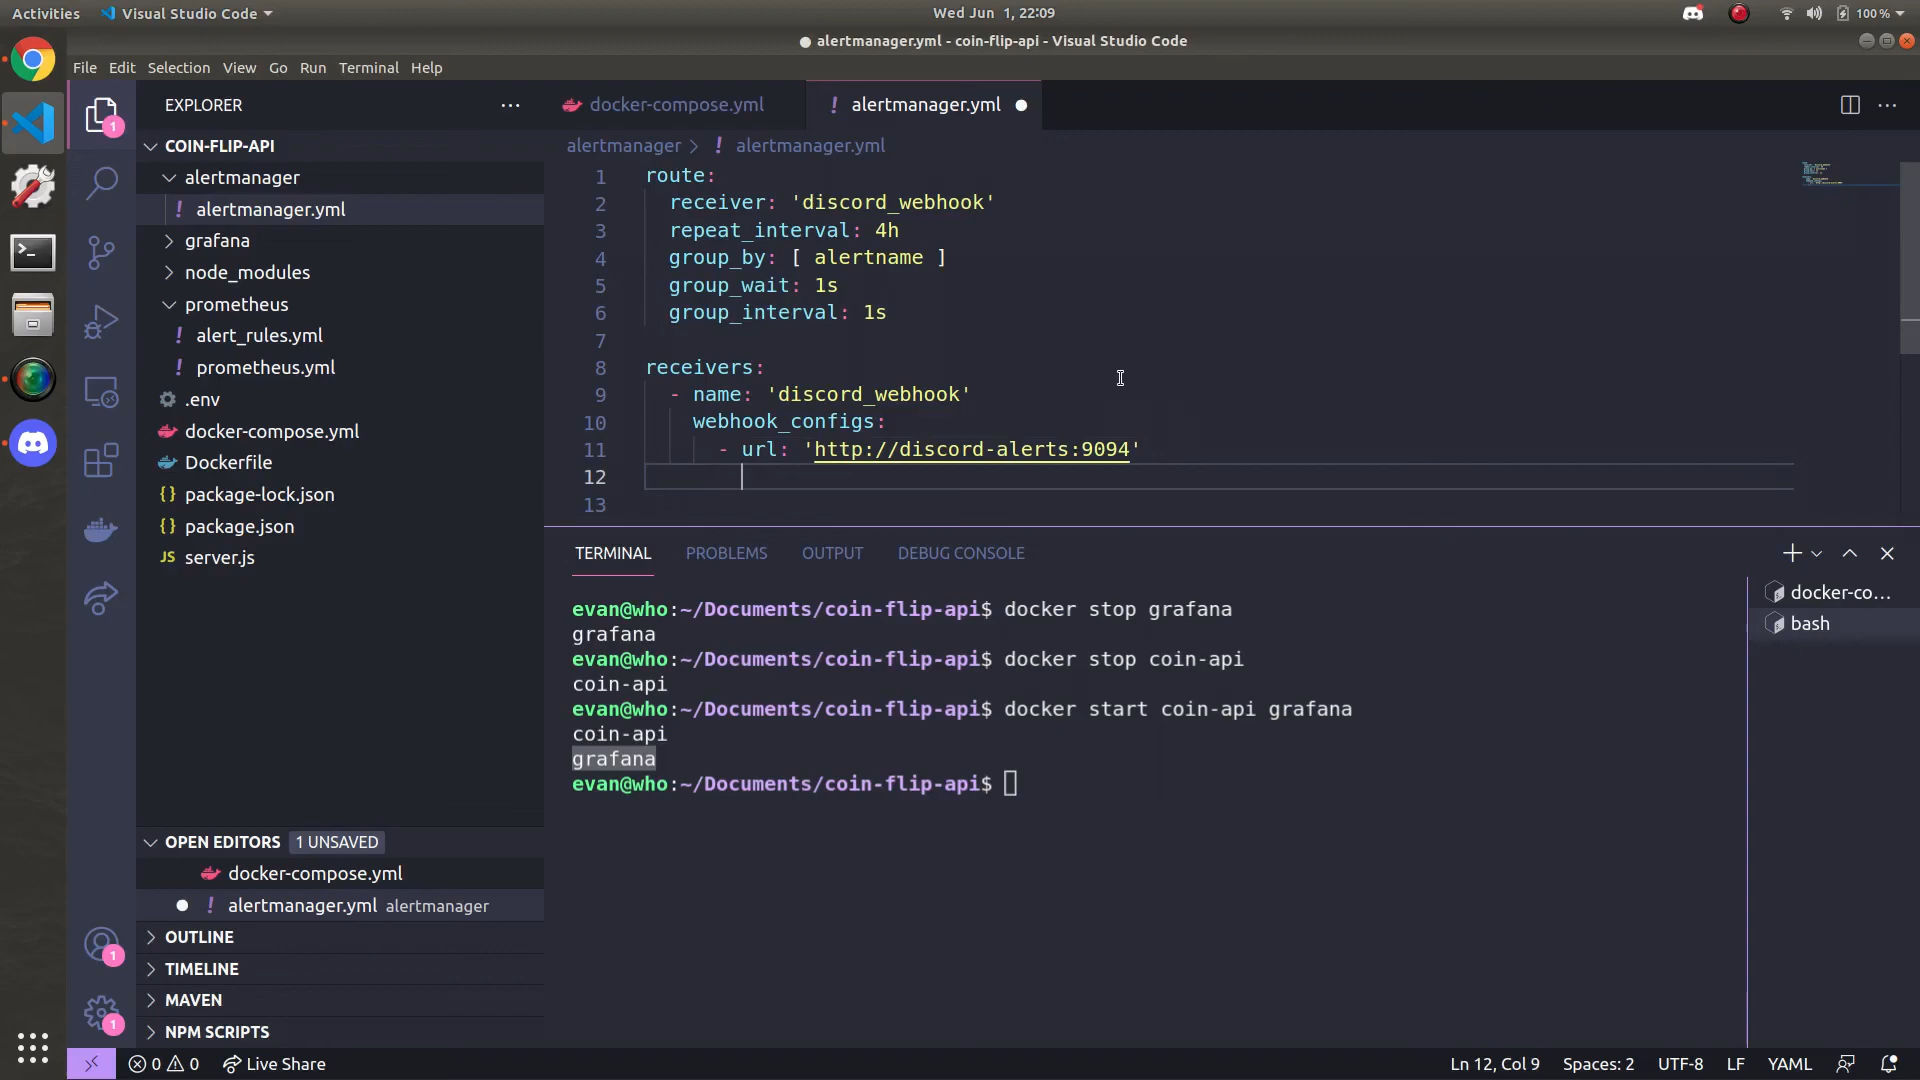 Activities
Visual Studio Code
Wed Jun 1, 22:09
100 %
● alertmanager.yml - coin-flip-api - Visual Studio Code
File Edit Selection View Go Run Terminal Help
EXPLORER
1
COIN-FLIP-API
alertmanager
! alertmanager.yml
grafana
node_modules
prometheus
! alert_rules.yml
! prometheus.yml
.env
docker-compose.yml
Dockerfile
{} package-lock.json
{} package.json
JS server.js
OPEN EDITORS 1 UNSAVED
docker-compose.yml
● ! alertmanager.yml alertmanager
OUTLINE
TIMELINE
MAVEN
NPM SCRIPTS
1
1
docker-compose.yml
! alertmanager.yml ●
alertmanager > ! alertmanager.yml
1 route:
2 receiver: 'discord_webhook'
3 repeat_interval: 4h
4 group_by: [ alertname ]
5 group_wait: 1s
6 group_interval: 1s
7
8 receivers:
9 - name: 'discord_webhook'
10 webhook_configs:
11 - url: 'http://discord-alerts:9094'
12
13
TERMINAL PROBLEMS OUTPUT DEBUG CONSOLE
evan@who:~/Documents/coin-flip-api$ docker stop grafana
grafana
evan@who:~/Documents/coin-flip-api$ docker stop coin-api
coin-api
evan@who:~/Documents/coin-flip-api$ docker start coin-api grafana
coin-api
grafana
evan@who:~/Documents/coin-flip-api$
docker-co...
bash
0 0 Live Share
Ln 12, Col 9 Spaces: 2 UTF-8 LF YAML